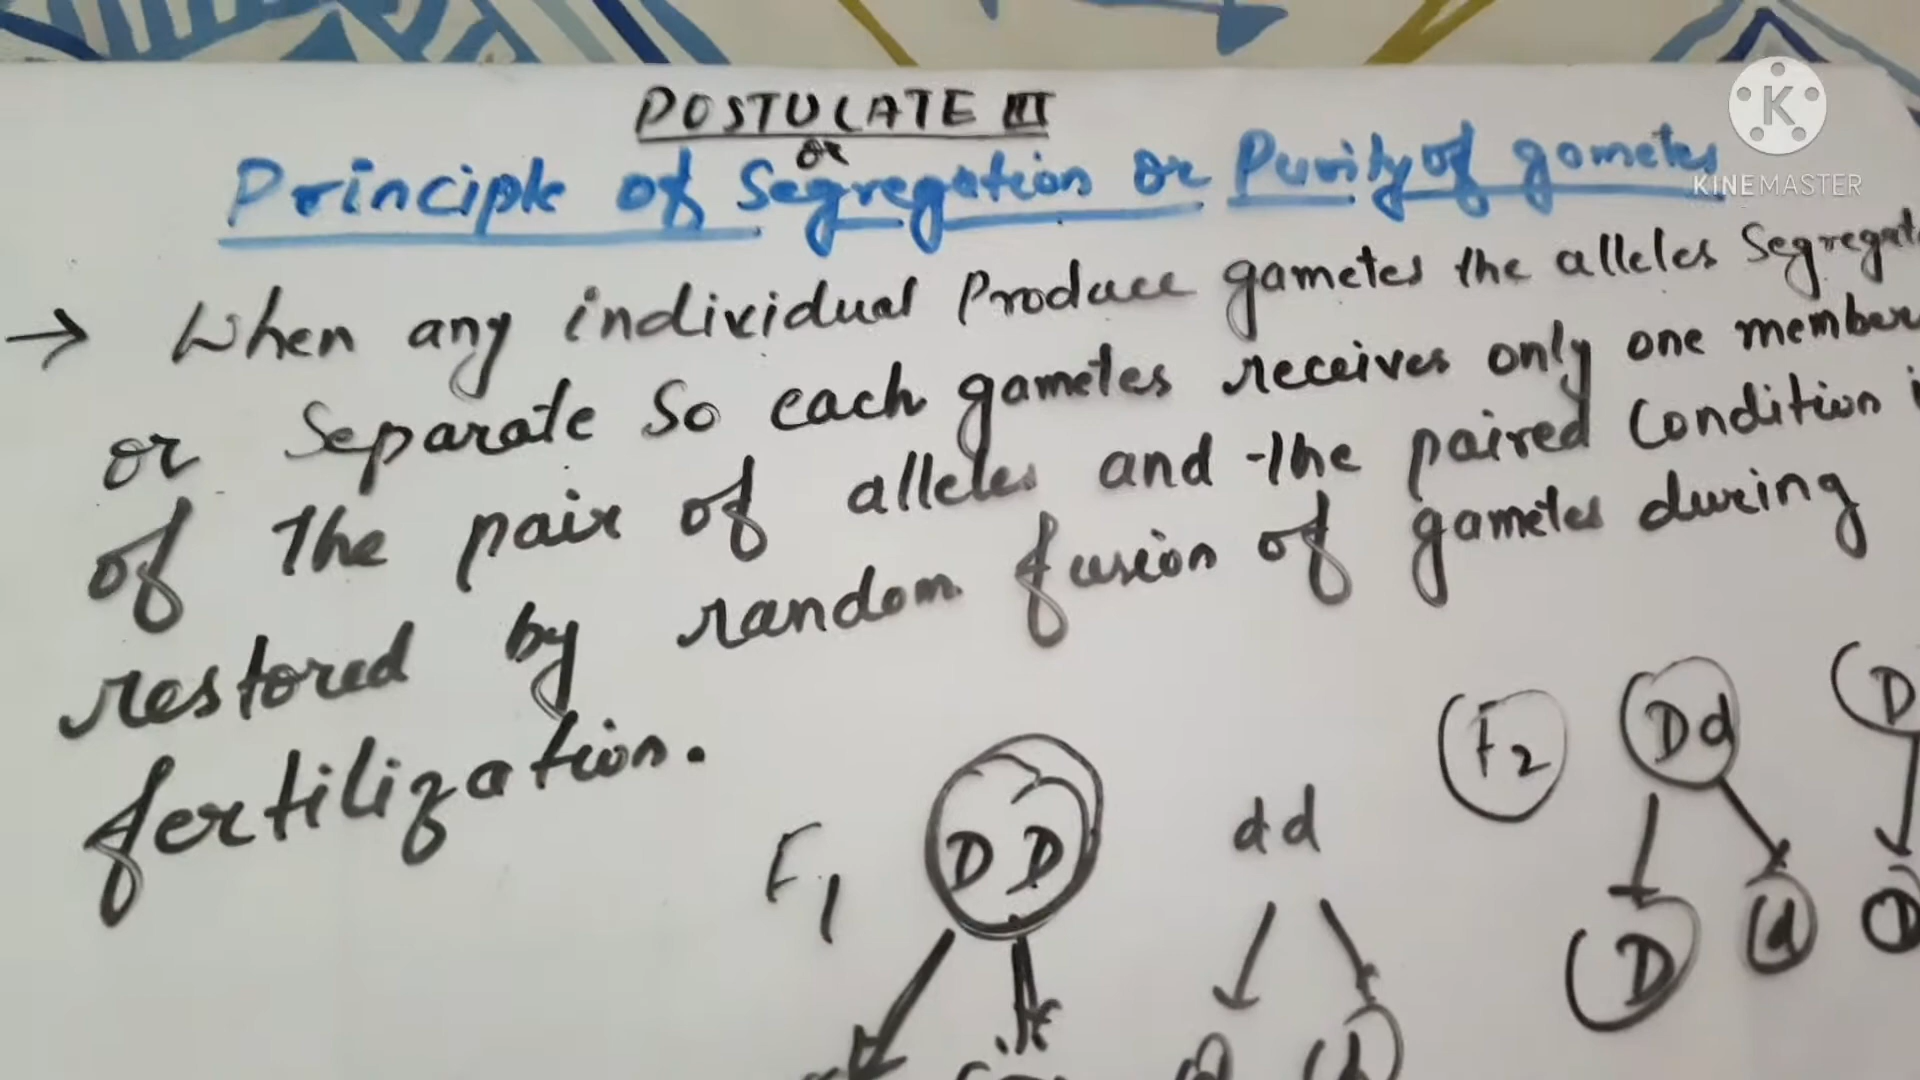 POSTULATE III
or
Principle of Segregation or Purity of gametes
KINEMASTER
→ When any individual Produce gametes the alleles Segregat
or Separate So each gametes receives only one member
of The pair of alleles and the paired Condition i
restored by random fusion of gametes during
fertilization.
F2 Dd D
F1 DD dd
D d D